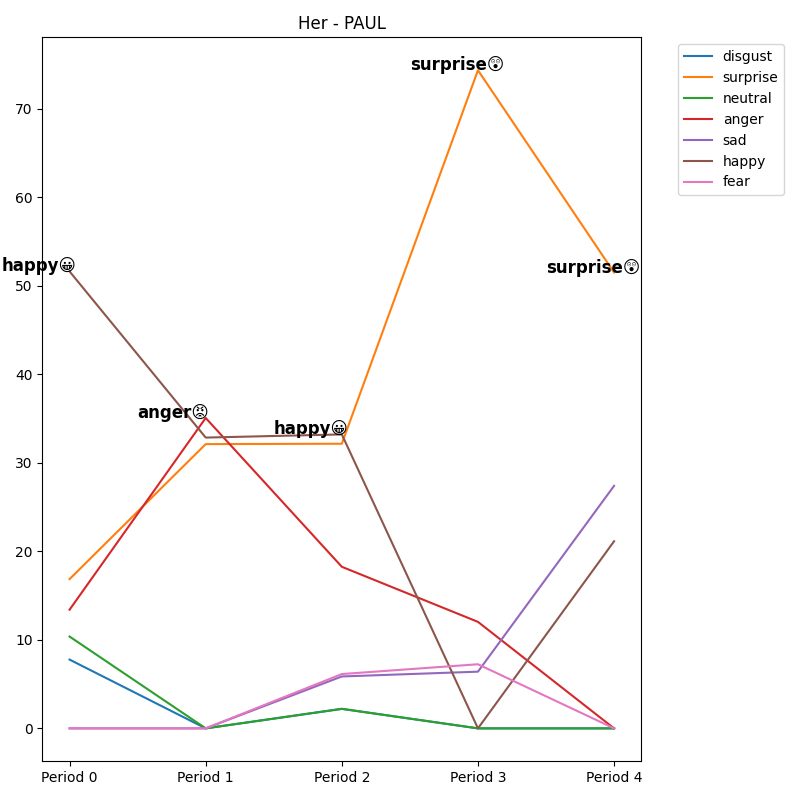 Her - PAUL
surprise😲
disgust
surprise
neutral
anger
sad
happy
fear
70
60
happy😀
surprise😲
50
40
anger😠
happy😀
30
20
10
0
Period 0 Period 1 Period 2 Period 3 Period 4